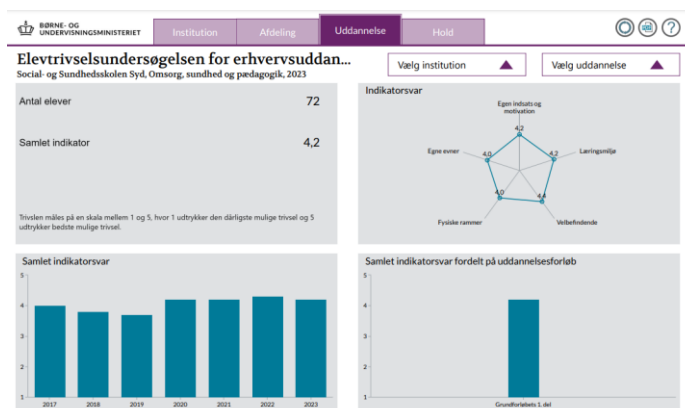 BØRNE- OG
UNDERVISNINGSMINISTERIET
Institution
Afdeling
Uddannelse
Hold
?
Elevtrivselsundersøgelsen for erhvervsuddan...
Social- og Sundhedsskolen Syd, Omsorg, sundhed og pædagogik, 2023
Vælg institution
Vælg uddannelse
Antal elever 72
Samlet indikator 4,2
Trivslen måles på en skala mellem 1 og 5, hvor 1 udtrykker den dårligste mulige trivsel og 5
udtrykker bedste mulige trivsel.
Indikatorsvar
Egen indsats og
motivation
4,2
Egne evner 4,0 4,2 Læringsmiljø
4,0 4,4
Fysiske rammer Velbefindende
Samlet indikatorsvar
5
4
3
2
1
2017 2018 2019 2020 2021 2022 2023
Samlet indikatorsvar fordelt på uddannelsesforløb
5
4
3
2
1
Grundforløbets 1. del